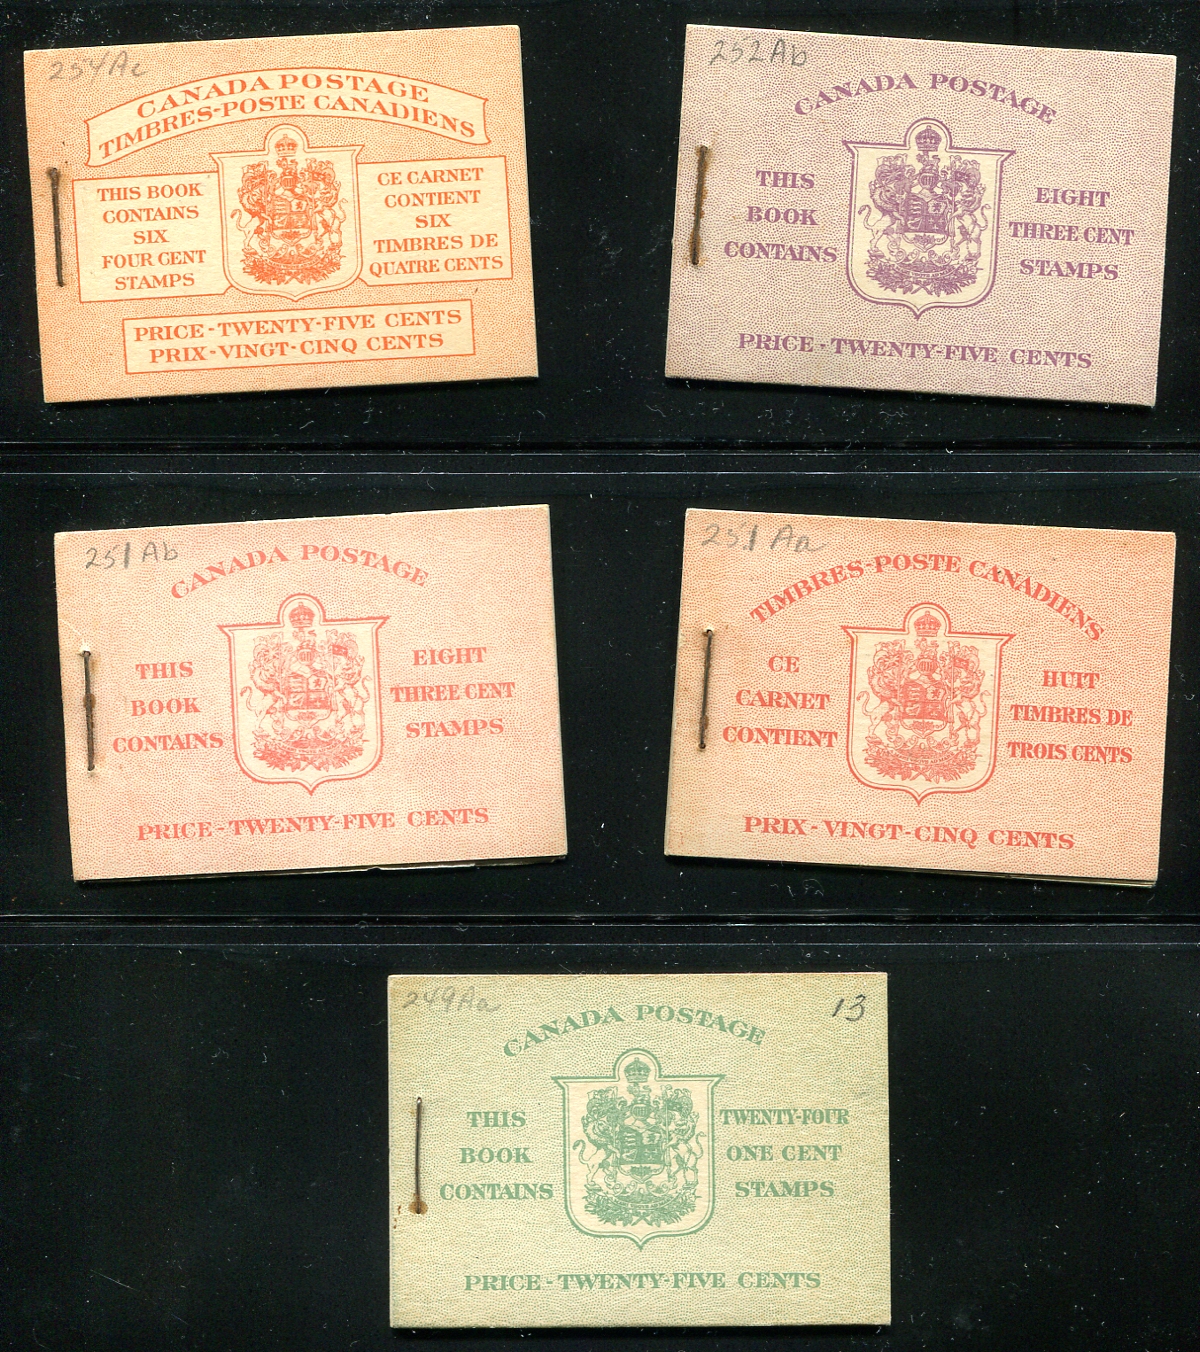 254Ac
CANADA POSTAGE
TIMBRES-POSTE CANADIENS
THIS BOOK
CONTAINS
SIX
FOUR CENT
STAMPS
CE CARNET
CONTIENT
SIX
TIMBRES DE
QUATRE CENTS
PRICE-TWENTY-FIVE CENTS
PRIX-VINGT-CINQ CENTS
252Ab
CANADA POSTAGE
THIS
BOOK
CONTAINS
EIGHT
THREE CENT
STAMPS
PRICE-TWENTY-FIVE CENTS
251Ab
CANADA POSTAGE
THIS
BOOK
CONTAINS
EIGHT
THREE CENT
STAMPS
PRICE-TWENTY-FIVE CENTS
251Aa
TIMBRES-POSTE CANADIENS
CE
CARNET
CONTIENT
HUIT
TIMBRES DE
TROIS CENTS
PRIX-VINGT-CINQ CENTS
249Aa
13
CANADA POSTAGE
THIS
BOOK
CONTAINS
TWENTY-FOUR
ONE CENT
STAMPS
PRICE-TWENTY-FIVE CENTS